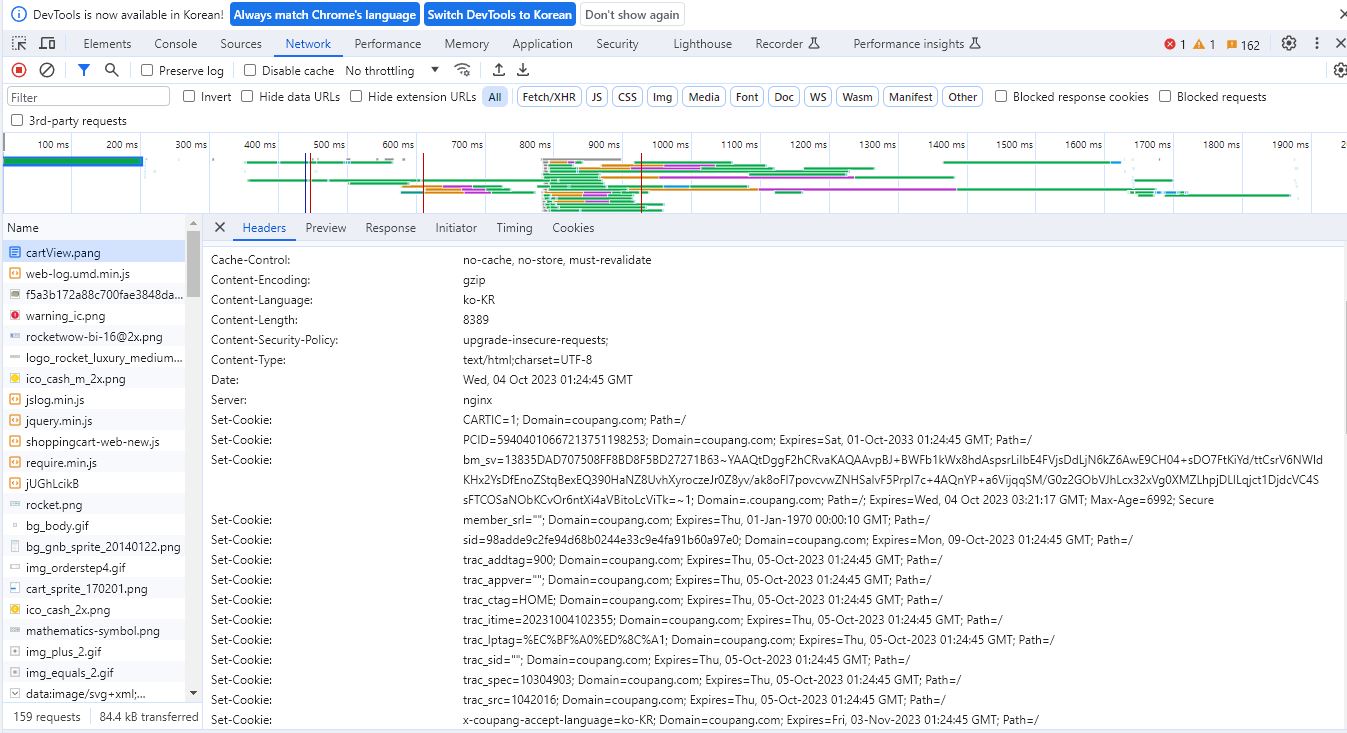 DevTools is now available in Korean! Always match Chrome's language Switch DevTools to Korean Don't show again
Elements Console Sources Network Performance Memory Application Security Lighthouse Recorder Performance insights 1 1 162
Preserve log Disable cache No throttling
Filter Invert Hide data URLs Hide extension URLs All Fetch/XHR JS CSS Img Media Font Doc WS Wasm Manifest Other Blocked response cookies Blocked requests
3rd-party requests
100 ms 200 ms 300 ms 400 ms 500 ms 600 ms 700 ms 800 ms 900 ms 1000 ms 1100 ms 1200 ms 1300 ms 1400 ms 1500 ms 1600 ms 1700 ms 1800 ms 1900 ms 2
Name
cartView.pang
web-log.umd.min.js
f5a3b172a88c700fae3848da...
warning_ic.png
rocketwow-bi-16@2x.png
logo_rocket_luxury_medium...
ico_cash_m_2x.png
jslog.min.js
jquery.min.js
shoppingcart-web-new.js
require.min.js
jUGhLcikB
rocket.png
bg_body.gif
bg_gnb_sprite_20140122.png
img_orderstep4.gif
cart_sprite_170201.png
ico_cash_2x.png
mathematics-symbol.png
img_plus_2.gif
img_equals_2.gif
data:image/svg+xml;...
159 requests 84.4 kB transferred
Headers Preview Response Initiator Timing Cookies
Cache-Control: no-cache, no-store, must-revalidate
Content-Encoding: gzip
Content-Language: ko-KR
Content-Length: 8389
Content-Security-Policy: upgrade-insecure-requests;
Content-Type: text/html;charset=UTF-8
Date: Wed, 04 Oct 2023 01:24:45 GMT
Server: nginx
Set-Cookie: CARTIC=1; Domain=coupang.com; Path=/
Set-Cookie: PCID=59404010667213751198253; Domain=coupang.com; Expires=Sat, 01-Oct-2033 01:24:45 GMT; Path=/
Set-Cookie: bm_sv=13835DAD707508FF8BD8F5BD27271B63~YAAQtDggF2hCRvaKAQAAvpBJ+BWFb1kWx8hdAspsrLiIbE4FVjsDdLjN6kZ6AwE9CH04+sDO7FtKiYd/ttCsrV6NWId
KHx2YsDfEnoZStqBexEQ390HaNZ8UvhXyroczeJr0Z8yv/ak8oFI7povcvwZNHSalvF5PrpI7c+4AQnYP+a6VijqqSM/G0z2GObVJhLcx32xVg0XMZLhpjDLILqjct1DjdcVC4S
sFTCOSaNObKCvOr6ntXi4aVBitoLcViTk=~1; Domain=.coupang.com; Path=/; Expires=Wed, 04 Oct 2023 03:21:17 GMT; Max-Age=6992; Secure
Set-Cookie: member_srl=""; Domain=coupang.com; Expires=Thu, 01-Jan-1970 00:00:10 GMT; Path=/
Set-Cookie: sid=98adde9c2fe94d68b0244e33c9e4fa91b60a97e0; Domain=coupang.com; Expires=Mon, 09-Oct-2023 01:24:45 GMT; Path=/
Set-Cookie: trac_addtag=900; Domain=coupang.com; Expires=Thu, 05-Oct-2023 01:24:45 GMT; Path=/
Set-Cookie: trac_appver=""; Domain=coupang.com; Expires=Thu, 05-Oct-2023 01:24:45 GMT; Path=/
Set-Cookie: trac_ctag=HOME; Domain=coupang.com; Expires=Thu, 05-Oct-2023 01:24:45 GMT; Path=/
Set-Cookie: trac_itime=20231004102355; Domain=coupang.com; Expires=Thu, 05-Oct-2023 01:24:45 GMT; Path=/
Set-Cookie: trac_lptag=%EC%BF%A0%ED%8C%A1; Domain=coupang.com; Expires=Thu, 05-Oct-2023 01:24:45 GMT; Path=/
Set-Cookie: trac_sid=""; Domain=coupang.com; Expires=Thu, 05-Oct-2023 01:24:45 GMT; Path=/
Set-Cookie: trac_spec=10304903; Domain=coupang.com; Expires=Thu, 05-Oct-2023 01:24:45 GMT; Path=/
Set-Cookie: trac_src=1042016; Domain=coupang.com; Expires=Thu, 05-Oct-2023 01:24:45 GMT; Path=/
Set-Cookie: x-coupang-accept-language=ko-KR; Domain=coupang.com; Expires=Fri, 03-Nov-2023 01:24:45 GMT; Path=/